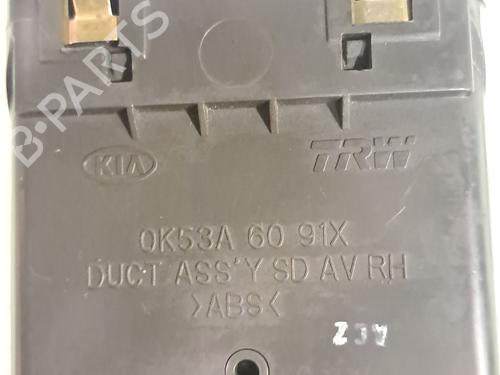 KIA TRW
0K53A 60 91X
DUCT ASS'Y SD AV RH
>ABS<
B-PARTS